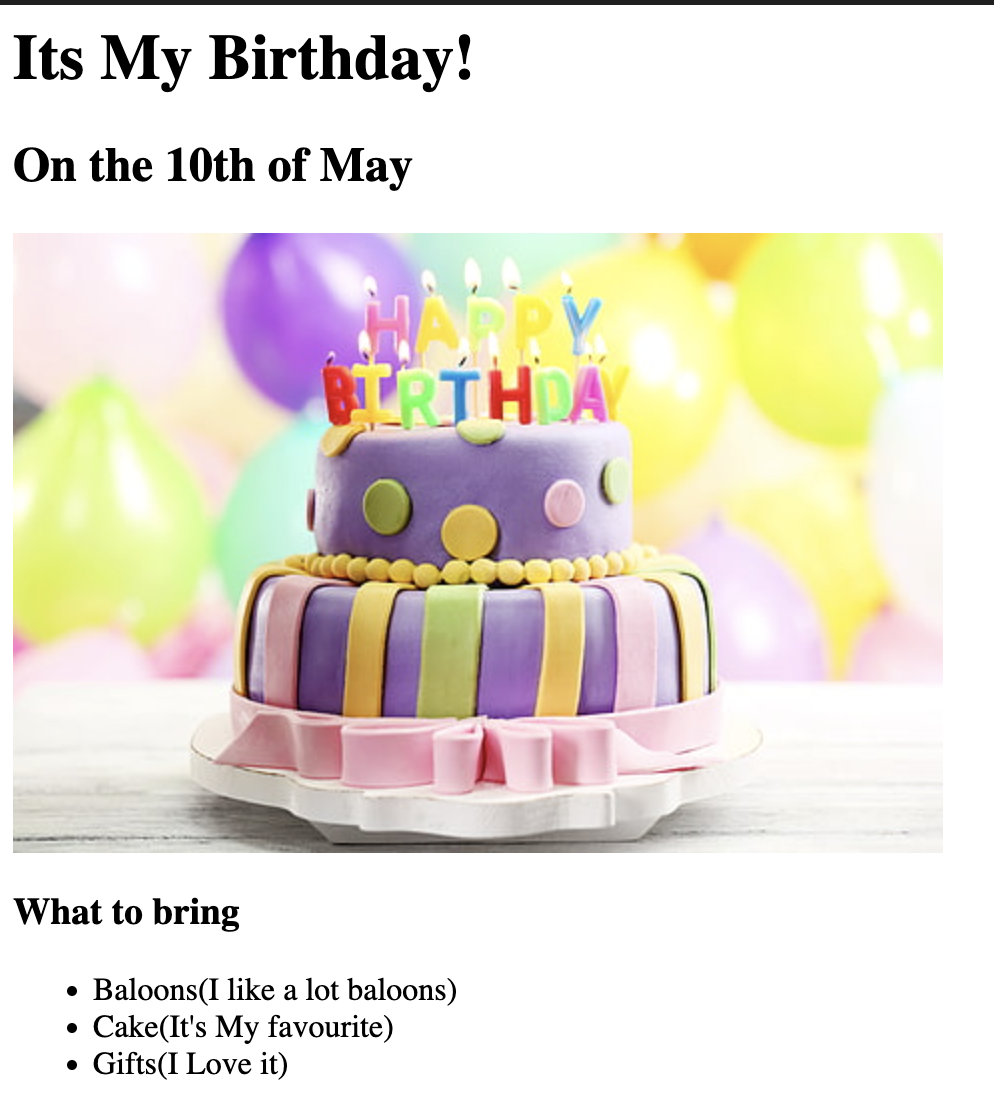 Its My Birthday!
On the 10th of May
HAPPY
BIRTHDAY
What to bring
Baloons(I like a lot baloons)
Cake(It's My favourite)
Gifts(I Love it)